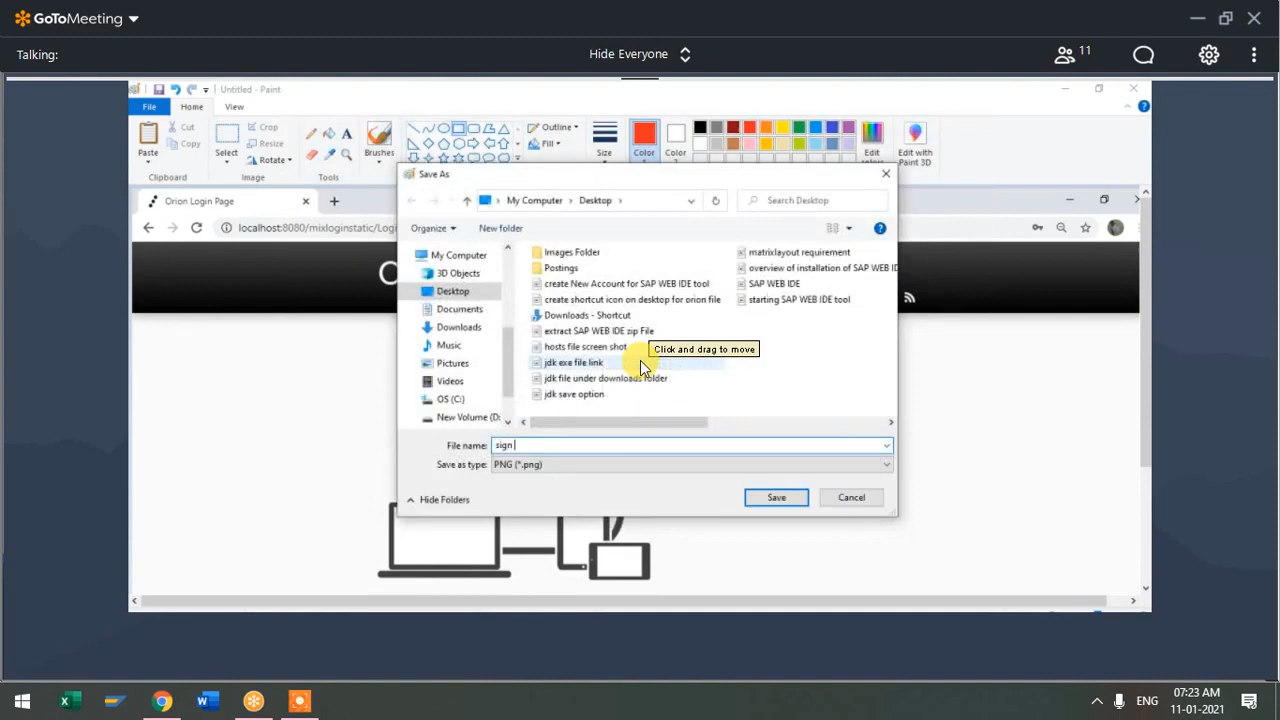 GoToMeeting
Talking:
Hide Everyone
11
Untitled - Paint
File
Home
View
Paste
Cut
Copy
Clipboard
Select
Crop
Resize
Rotate
Image
A
Tools
Brushes
Outline
Fill
Size
Color
Color
Edit
Edit with
Paint 3D
Orion Login Page
localhost:8080/mixloginstatic/Log
O
Save As
My Computer
Desktop
Search Desktop
Organize
New folder
My Computer
3D Objects
Desktop
Documents
Downloads
Music
Pictures
Videos
OS (C:)
New Volume (D:
Images Folder
Postings
create New Account for SAP WEB IDE tool
create shortcut icon on desktop for orion file
Downloads - Shortcut
extract SAP WEB IDE zip File
hosts file screen shot
jdk exe file link
jdk file under downloads folder
jdk save option
matrixlayout requirement
overview of installation of SAP WEB ID
SAP WEB IDE
starting SAP WEB IDE tool
Click and drag to move
File name: sign
Save as type: PNG (*.png)
Hide Folders
Save
Cancel
ENG
07:23 AM
11-01-2021